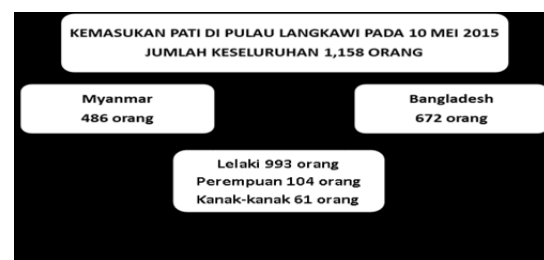 KEMASUKAN PATI DI PULAU LANGKAWI PADA 10 MEI 2015
JUMLAH KESELURUHAN 1,158 ORANG
Myanmar
486 orang
Bangladesh
672 orang
Lelaki 993 orang
Perempuan 104 orang
Kanak-kanak 61 orang